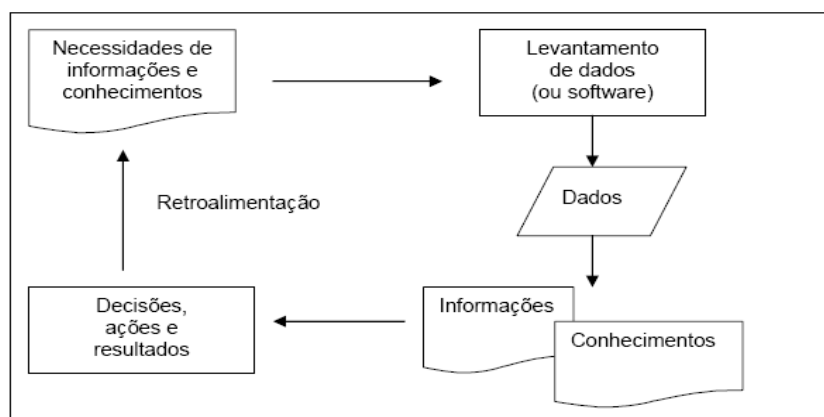 Necessidades de
informações e
conhecimentos
Levantamento
de dados
(ou software)
Dados
Informações
Conhecimentos
Decisões,
ações e
resultados
Retroalimentação